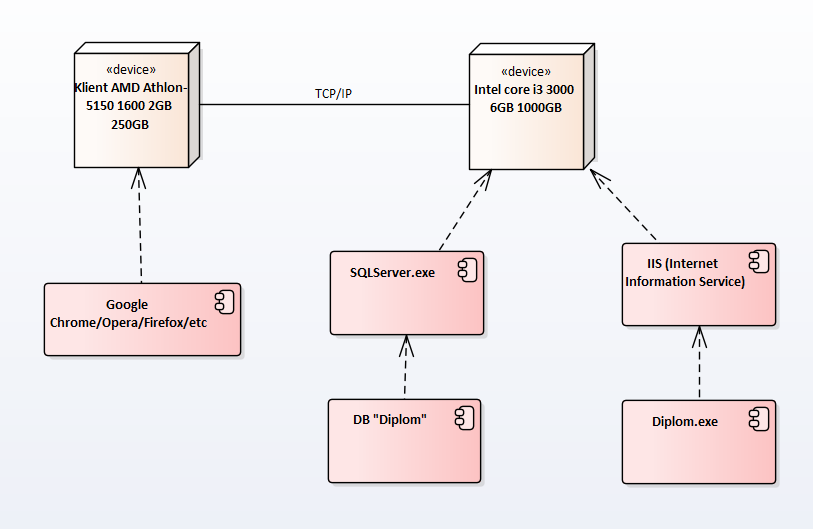 «device»
Klient AMD Athlon-
5150 1600 2GB
250GB
TCP/IP
«device»
Intel core i3 3000
6GB 1000GB
Google
Chrome/Opera/Firefox/etc
SQLServer.exe
IIS (Internet
Information Service)
DB "Diplom"
Diplom.exe